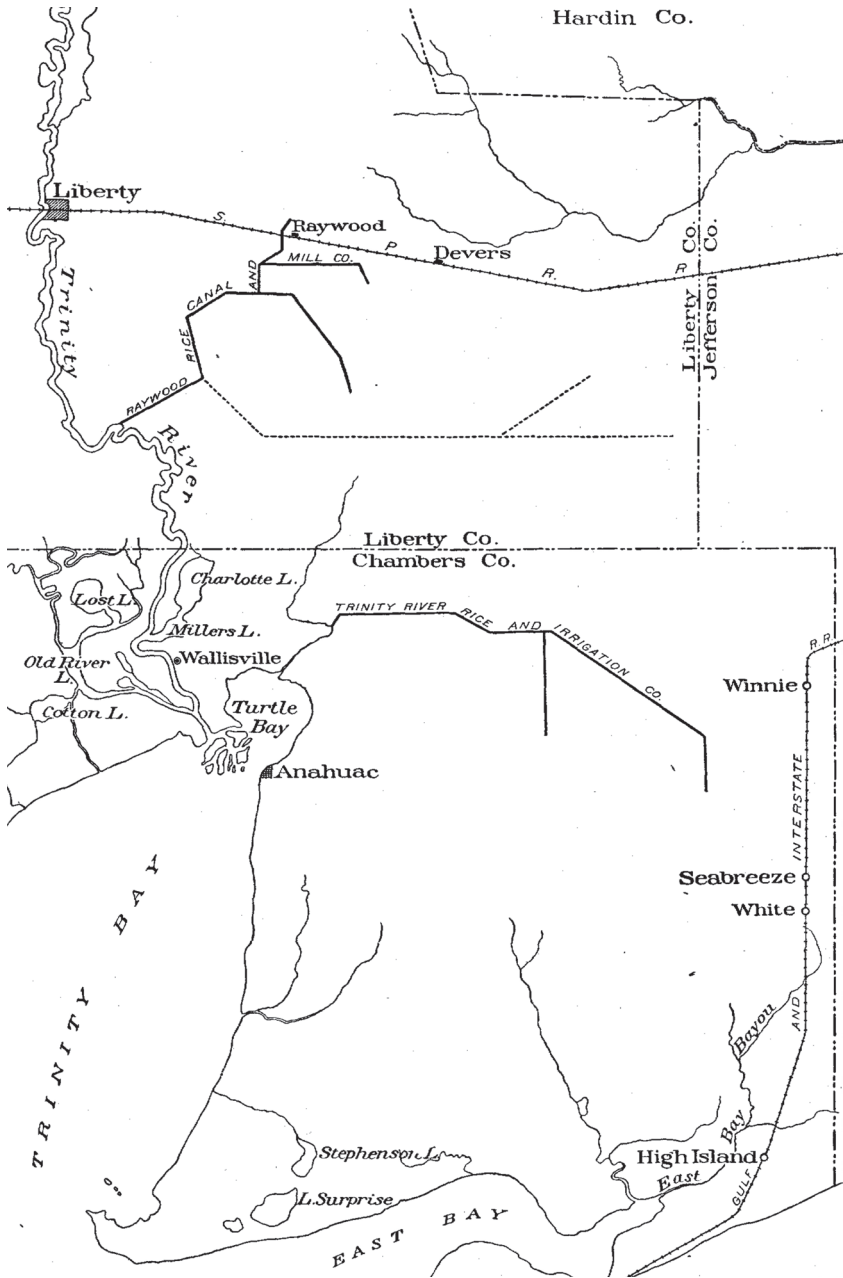 Hardin Co.
Liberty
S. P. R. R.
Raywood
Devers
RAYWOOD RICE CANAL AND MILL CO.
Liberty Co.
Jefferson Co.
Trinity River
Liberty Co.
Chambers Co.
Charlotte L.
Lost L.
Millers L.
TRINITY RIVER RICE AND IRRIGATION CO.
Old River L.
Wallisville
Cotton L.
Turtle Bay
Winnie
Anahuac
GULF AND INTERSTATE R.R.
Seabreeze
White
TRINITY BAY
East Bay Bayou
Stephenson L.
High Island
L. Surprise
EAST BAY